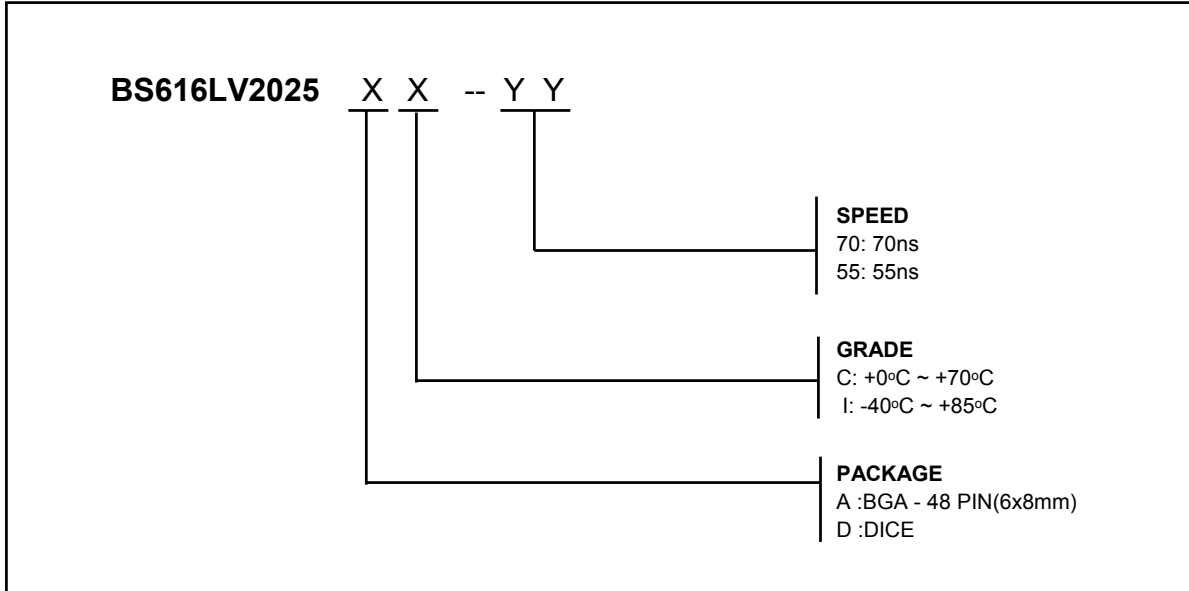 BS616LV2025 X X -- Y Y
SPEED
70: 70ns
55: 55ns
GRADE
C: +0oC ~ +70oC
I: -40oC ~ +85oC
PACKAGE
A :BGA - 48 PIN(6x8mm)
D :DICE